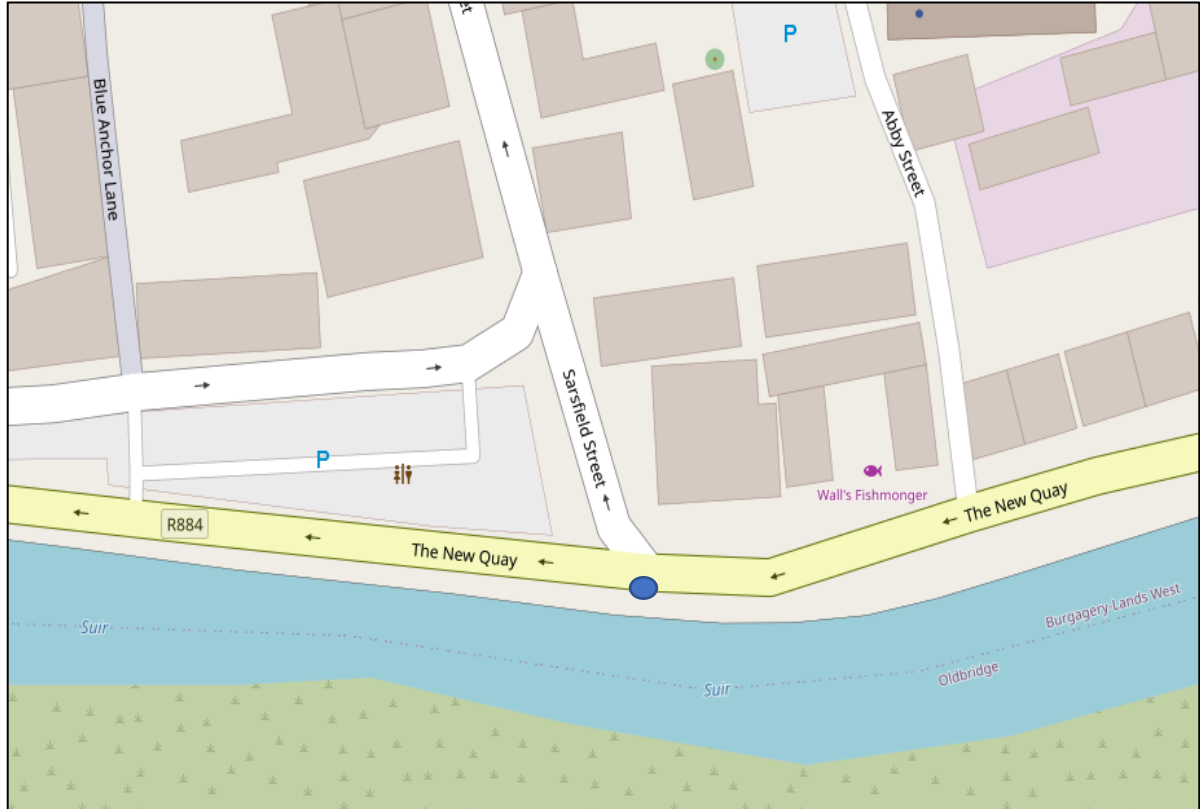 et
P
Blue Anchor Lane
Abby Street
Sarsfield Street
P
Wall's Fishmonger
The New Quay
R884
The New Quay
Burgagery-Lands West
Suir
Oldbridge
Suir